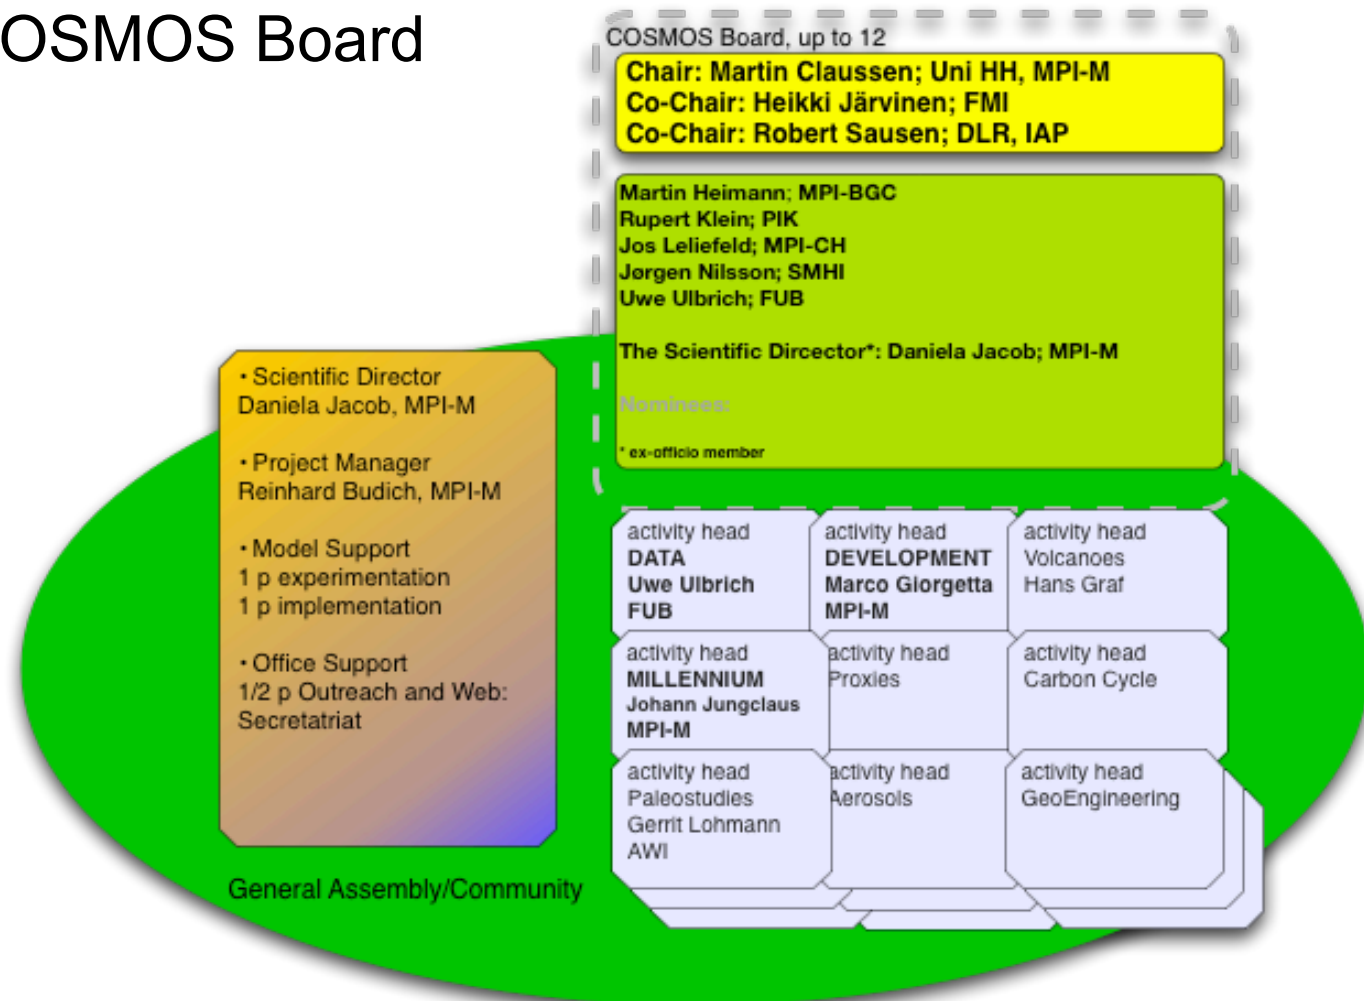 OSMOS Board
COSMOS Board, up to 12
Chair: Martin Claussen; Uni HH, MPI-M
Co-Chair: Heikki Järvinen; FMI
Co-Chair: Robert Sausen; DLR, IAP
Martin Heimann; MPI-BGC
Rupert Klein; PIK
Jos Leliefeld; MPI-CH
Jørgen Nilsson; SMHI
Uwe Ulbrich; FUB
The Scientific Dircector*: Daniela Jacob; MPI-M
Nominees:
* ex-officio member
• Scientific Director
Daniela Jacob, MPI-M
• Project Manager
Reinhard Budich, MPI-M
• Model Support
1 p experimentation
1 p implementation
• Office Support
1/2 p Outreach and Web:
Secretatriat
General Assembly/Community
activity head
DATA
Uwe Ulbrich
FUB
activity head
DEVELOPMENT
Marco Giorgetta
MPI-M
activity head
Volcanoes
Hans Graf
activity head
MILLENNIUM
Johann Jungclaus
MPI-M
activity head
Proxies
activity head
Carbon Cycle
activity head
Paleostudies
Gerrit Lohmann
AWI
activity head
Aerosols
activity head
GeoEngineering